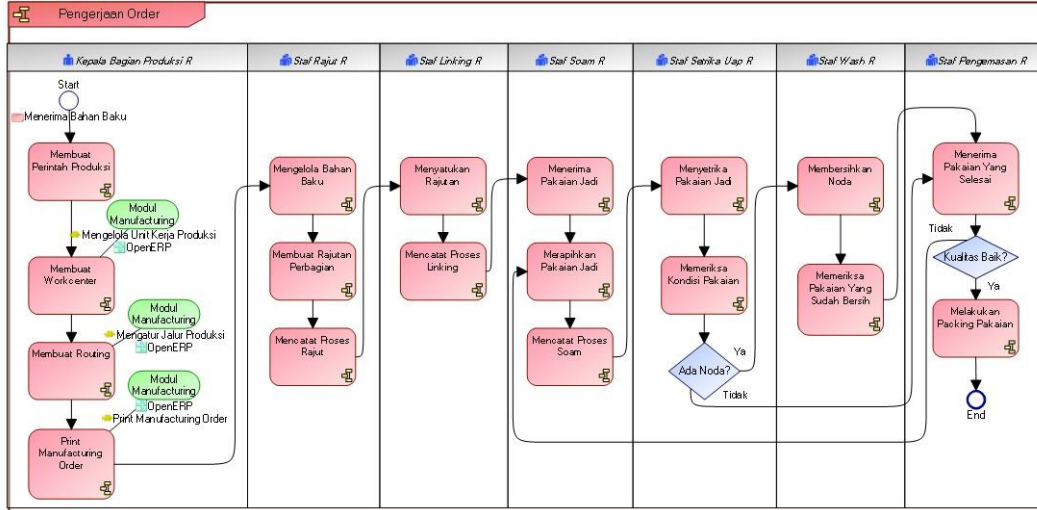 Pengerjaan Order
Kepala Bagian Produksi R
Staf Rajut R
Staf Linking R
Staf Soam R
Staf Setrika Uap R
Staf Wash R
Staf Pengemasan R
Start
Menerima Bahan Baku
Membuat
Perintah Produksi
Modul
Manufacturing
Mengelola Unit Kerja Produksi
OpenERP
Membuat
Workcenter
Modul
Manufacturing
Mengatur Jalur Produksi
OpenERP
Membuat Routing
Modul
Manufacturing
OpenERP
Print Manufacturing Order
Print
Manufacturing
Order
Mengelola Bahan
Baku
Membuat Rajutan
Perbagian
Mencatat Proses
Rajut
Menyatukan
Rajutan
Mencatat Proses
Linking
Menerima
Pakaian Jadi
Merapihkan
Pakaian Jadi
Mencatat Proses
Soam
Menyetrika
Pakaian Jadi
Memeriksa
Kondisi Pakaian
Ada Noda?
Ya
Tidak
Membersihkan
Noda
Memeriksa
Pakaian Yang
Sudah Bersih
Menerima
Pakaian Yang
Selesai
Tidak
Kualitas Baik?
Ya
Melakukan
Packing Pakaian
End